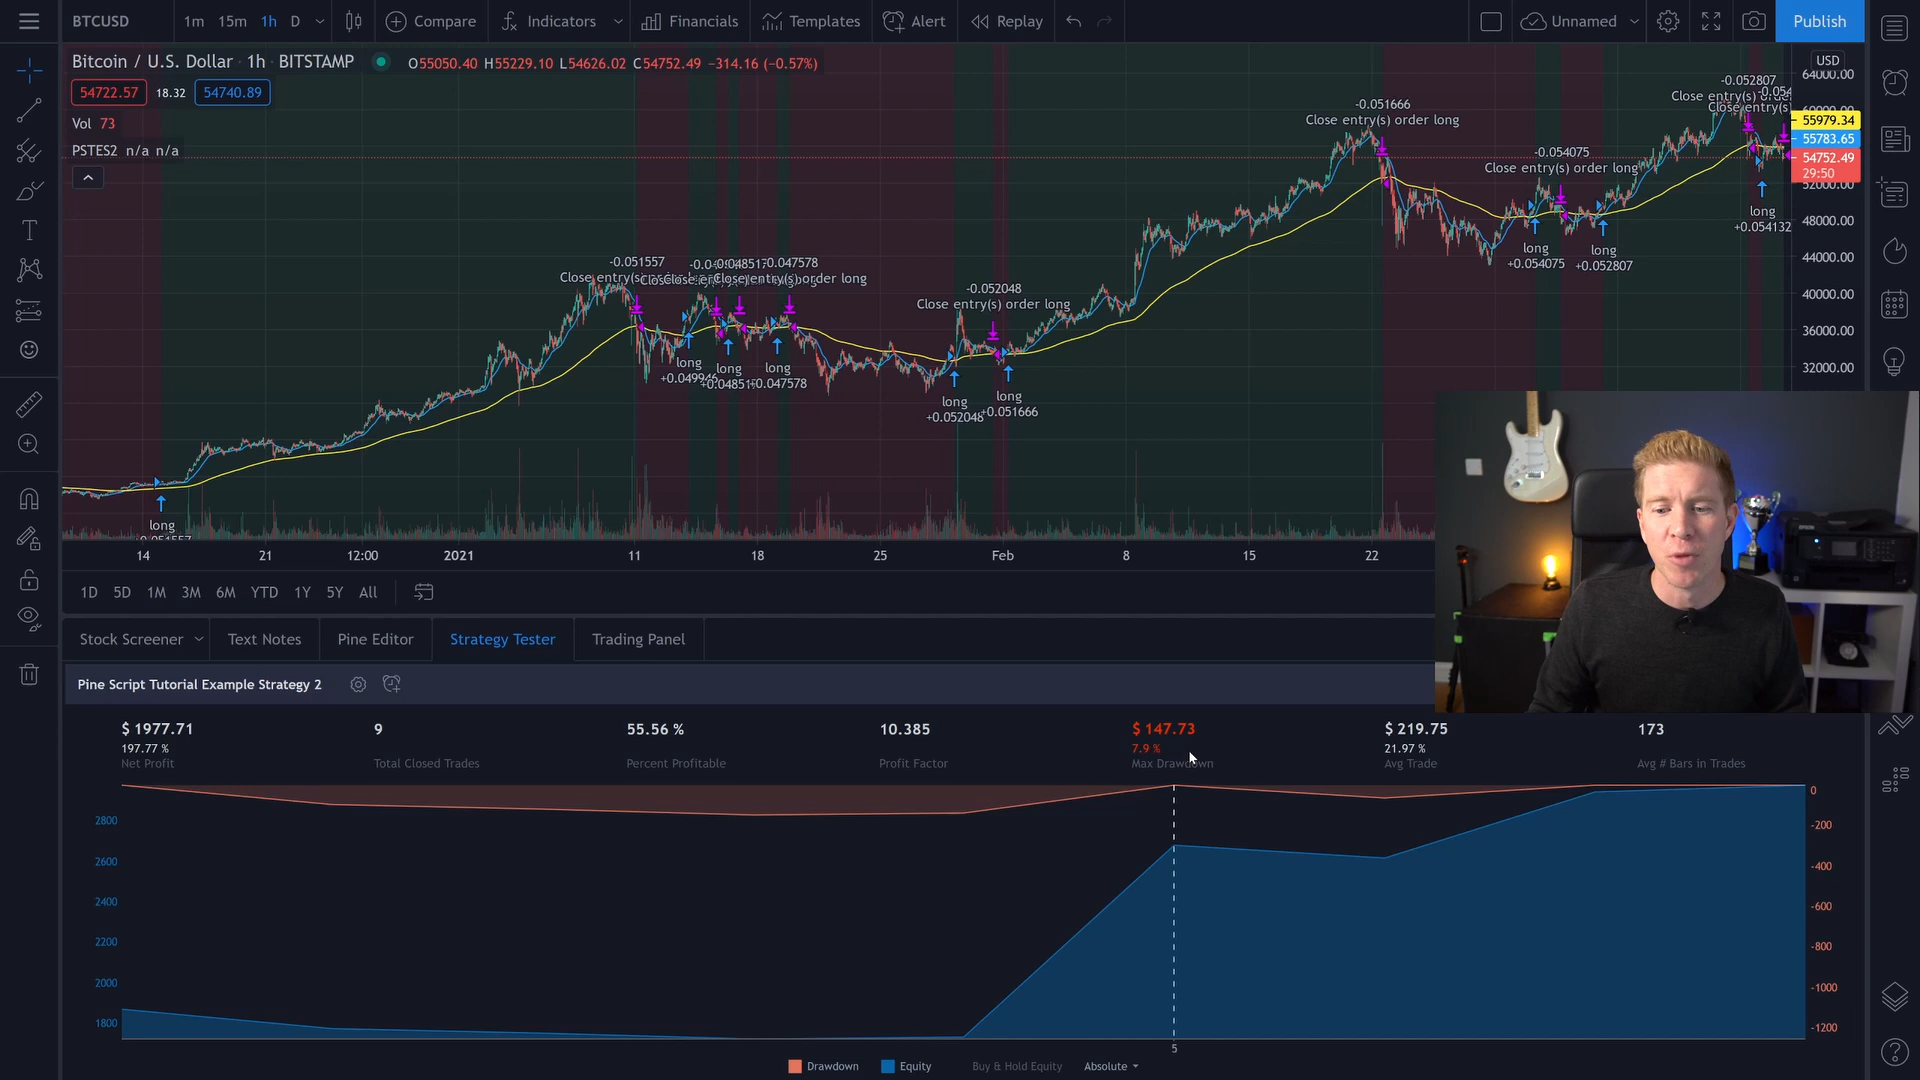 BTCUSD 1m 15m 1h D Compare Indicators Financials Templates Alert Replay Unnamed Publish
Bitcoin / U.S. Dollar · 1h · BITSTAMP O55050.40 H55229.10 L54626.02 C54752.49 −314.16 (−0.57%)
54722.57 18.32 54740.89
Vol 73
PSTES2 n/a n/a
USD
64000.00
55979.34
55783.65
54752.49
29:50
52000.00
48000.00
44000.00
40000.00
36000.00
32000.00
-0.052807
-0.051666
Close entry(s) order long
-0.054075
Close entry(s) order long
long
+0.054132
long
+0.054075
long
+0.052807
-0.051557
-0.047578
order long
-0.052048
Close entry(s) order long
long
long
long
+0.047578
long
+0.052048
long
+0.051666
long
14 21 12:00 2021 11 18 25 Feb 8 15 22
1D 5D 1M 3M 6M YTD 1Y 5Y All
Stock Screener Text Notes Pine Editor Strategy Tester Trading Panel
Pine Script Tutorial Example Strategy 2
$ 1977.71 9 55.56 % 10.385 $ 147.73 $ 219.75 173
197.77 % 7.9 % 21.97 %
Net Profit Total Closed Trades Percent Profitable Profit Factor Max Drawdown Avg Trade Avg # Bars in Trades
2800
2600
2400
2200
2000
1800
0
-200
-400
-600
-800
-1000
-1200
5
Drawdown Equity Buy & Hold Equity Absolute